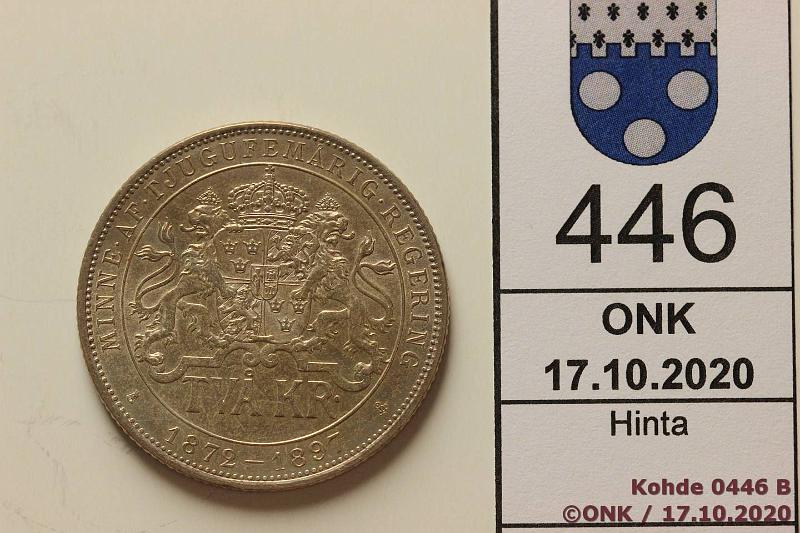 MINNE·AF·TJUGUFEMÅRIG·REGERING
TVÅ·KR·
1872–1897
446
ONK
17.10.2020
Hinta
Kohde 0446 B
©ONK / 17.10.2020